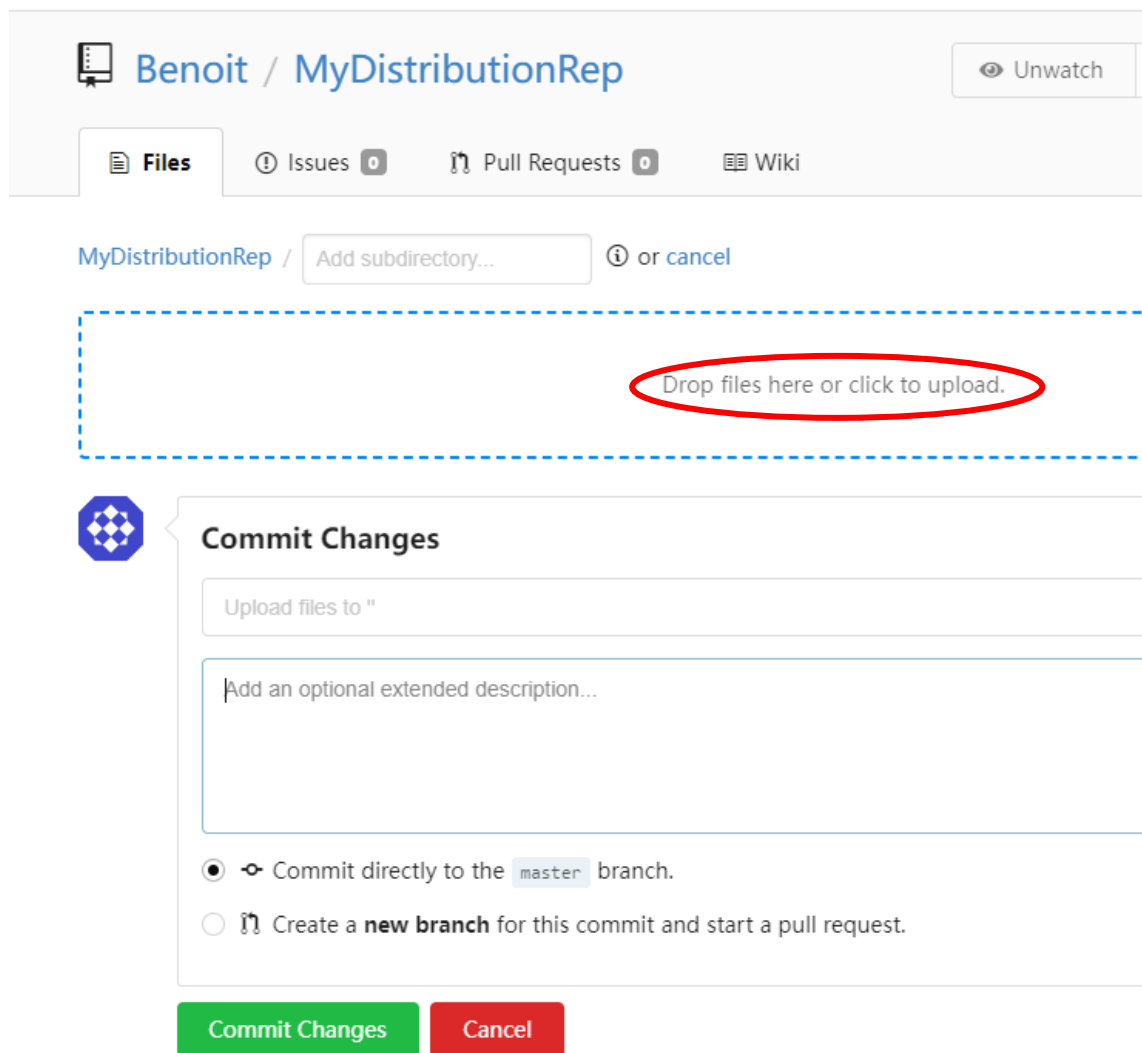 Benoit / MyDistributionRep
Unwatch
Files Issues 0 Pull Requests 0 Wiki
MyDistributionRep / Add subdirectory... or cancel
Drop files here or click to upload.
Commit Changes
Upload files to ''
Add an optional extended description...
Commit directly to the master branch.
Create a new branch for this commit and start a pull request.
Commit Changes Cancel